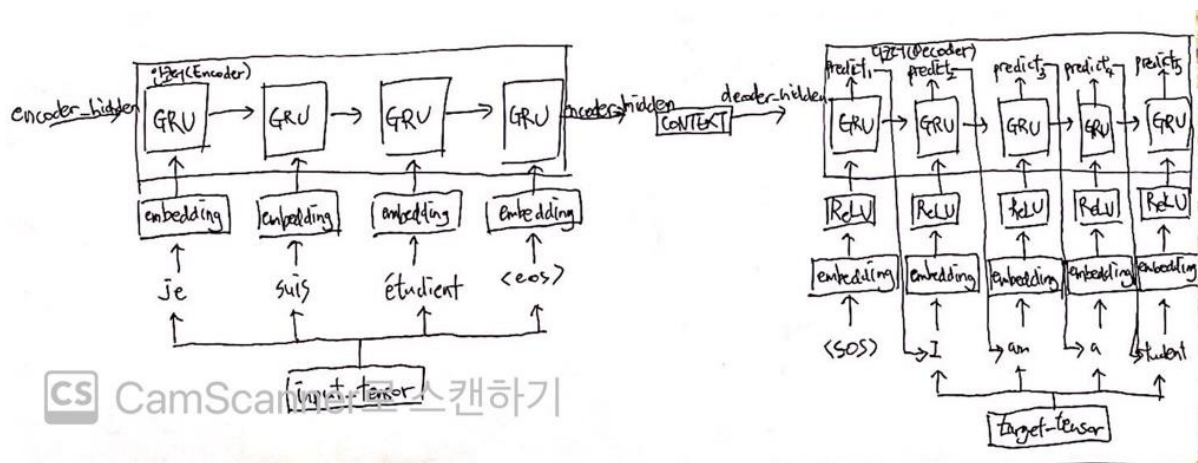 인코더(Encoder)
encoder_hidden
GRU GRU GRU GRU
encoder_hidden
embedding embedding embedding embedding
je suis étudient <eos>
input_tensor
CONTEXT
decoder_hidden
디코더(Decoder)
predict1 predict2 predict3 predict4 predict5
GRU GRU GRU GRU GRU
ReLU ReLU ReLU ReLU ReLU
embedding embedding embedding embedding embedding
<SOS> I am a student
target_tensor
CS CamScanner로 스캔하기